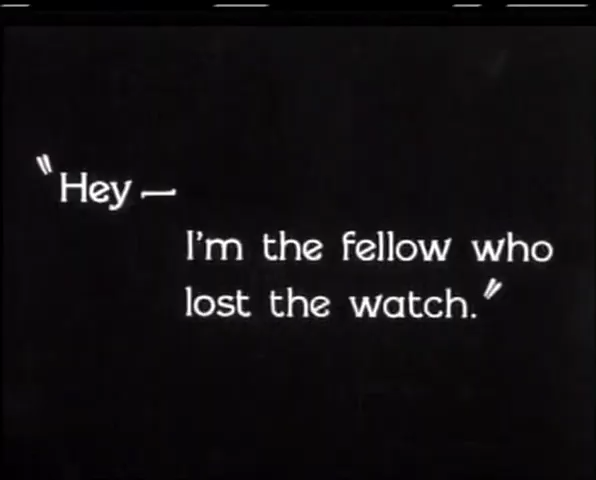 "Hey —
I'm the fellow who
lost the watch."